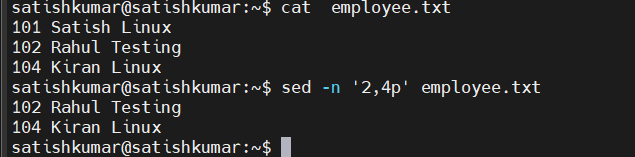 satishkumar@satishkumar:~$ cat  employee.txt
101 Satish Linux
102 Rahul Testing
104 Kiran Linux
satishkumar@satishkumar:~$ sed -n '2,4p' employee.txt
102 Rahul Testing
104 Kiran Linux
satishkumar@satishkumar:~$